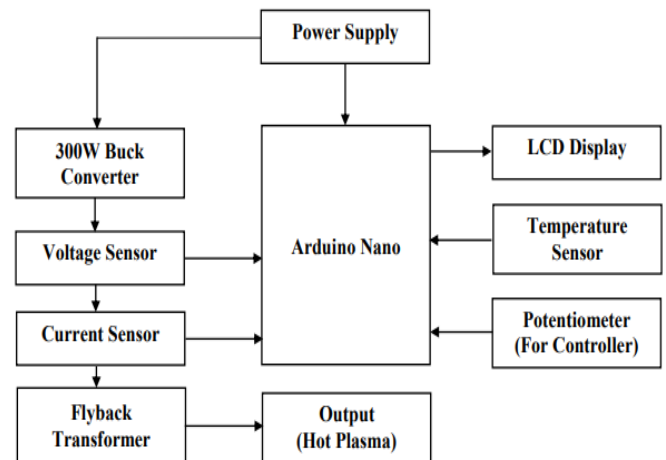 Power Supply
300W Buck
Converter
LCD Display
Voltage Sensor
Arduino Nano
Temperature
Sensor
Current Sensor
Potentiometer
(For Controller)
Flyback
Transformer
Output
(Hot Plasma)